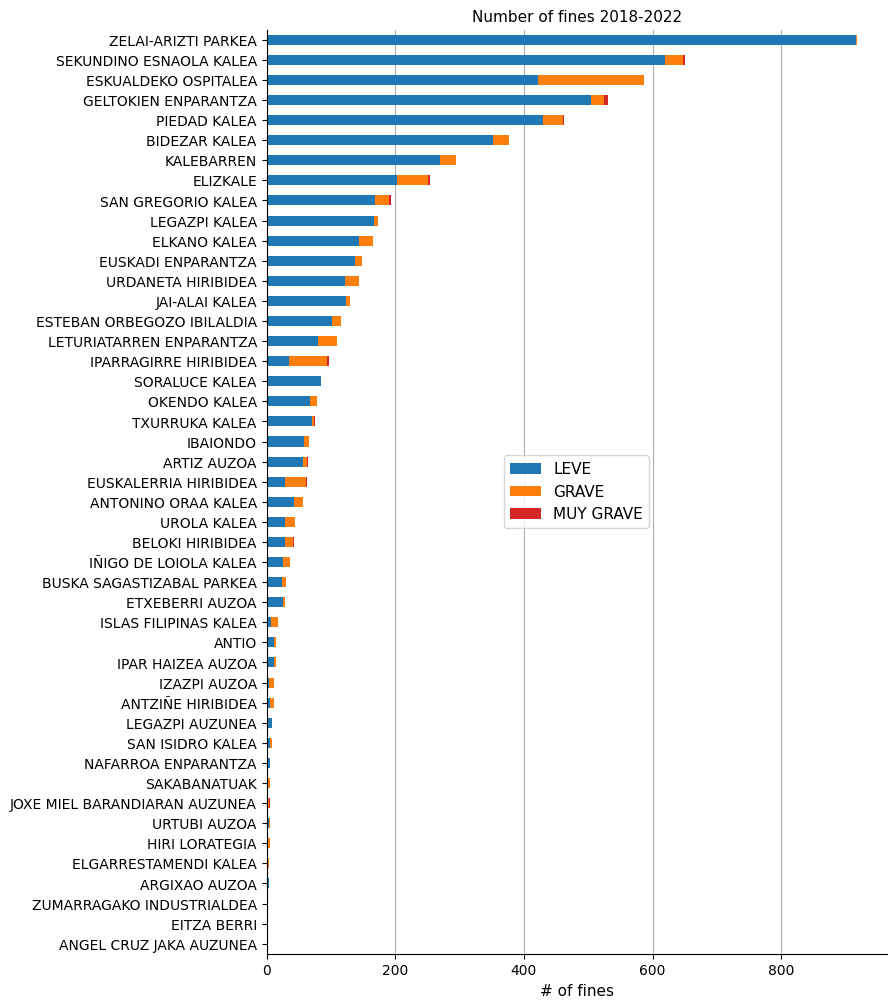 Number of fines 2018-2022
ZELAI-ARIZTI PARKEA
SEKUNDINO ESNAOLA KALEA
ESKUALDEKO OSPITALEA
GELTOKIEN ENPARANTZA
PIEDAD KALEA
BIDEZAR KALEA
KALEBARREN
ELIZKALE
SAN GREGORIO KALEA
LEGAZPI KALEA
ELKANO KALEA
EUSKADI ENPARANTZA
URDANETA HIRIBIDEA
JAI-ALAI KALEA
ESTEBAN ORBEGOZO IBILALDIA
LETURIATARREN ENPARANTZA
IPARRAGIRRE HIRIBIDEA
SORALUCE KALEA
OKENDO KALEA
TXURRUKA KALEA
IBAIONDO
ARTIZ AUZOA
EUSKALERRIA HIRIBIDEA
ANTONINO ORAA KALEA
UROLA KALEA
BELOKI HIRIBIDEA
IÑIGO DE LOIOLA KALEA
BUSKA SAGASTIZABAL PARKEA
ETXEBERRI AUZOA
ISLAS FILIPINAS KALEA
ANTIO
IPAR HAIZEA AUZOA
IZAZPI AUZOA
ANTZIÑE HIRIBIDEA
LEGAZPI AUZUNEA
SAN ISIDRO KALEA
NAFARROA ENPARANTZA
SAKABANATUAK
JOXE MIEL BARANDIARAN AUZUNEA
URTUBI AUZOA
HIRI LORATEGIA
ELGARRESTAMENDI KALEA
ARGIXAO AUZOA
ZUMARRAGAKO INDUSTRIALDEA
EITZA BERRI
ANGEL CRUZ JAKA AUZUNEA
LEVE
GRAVE
MUY GRAVE
0 200 400 600 800
# of fines